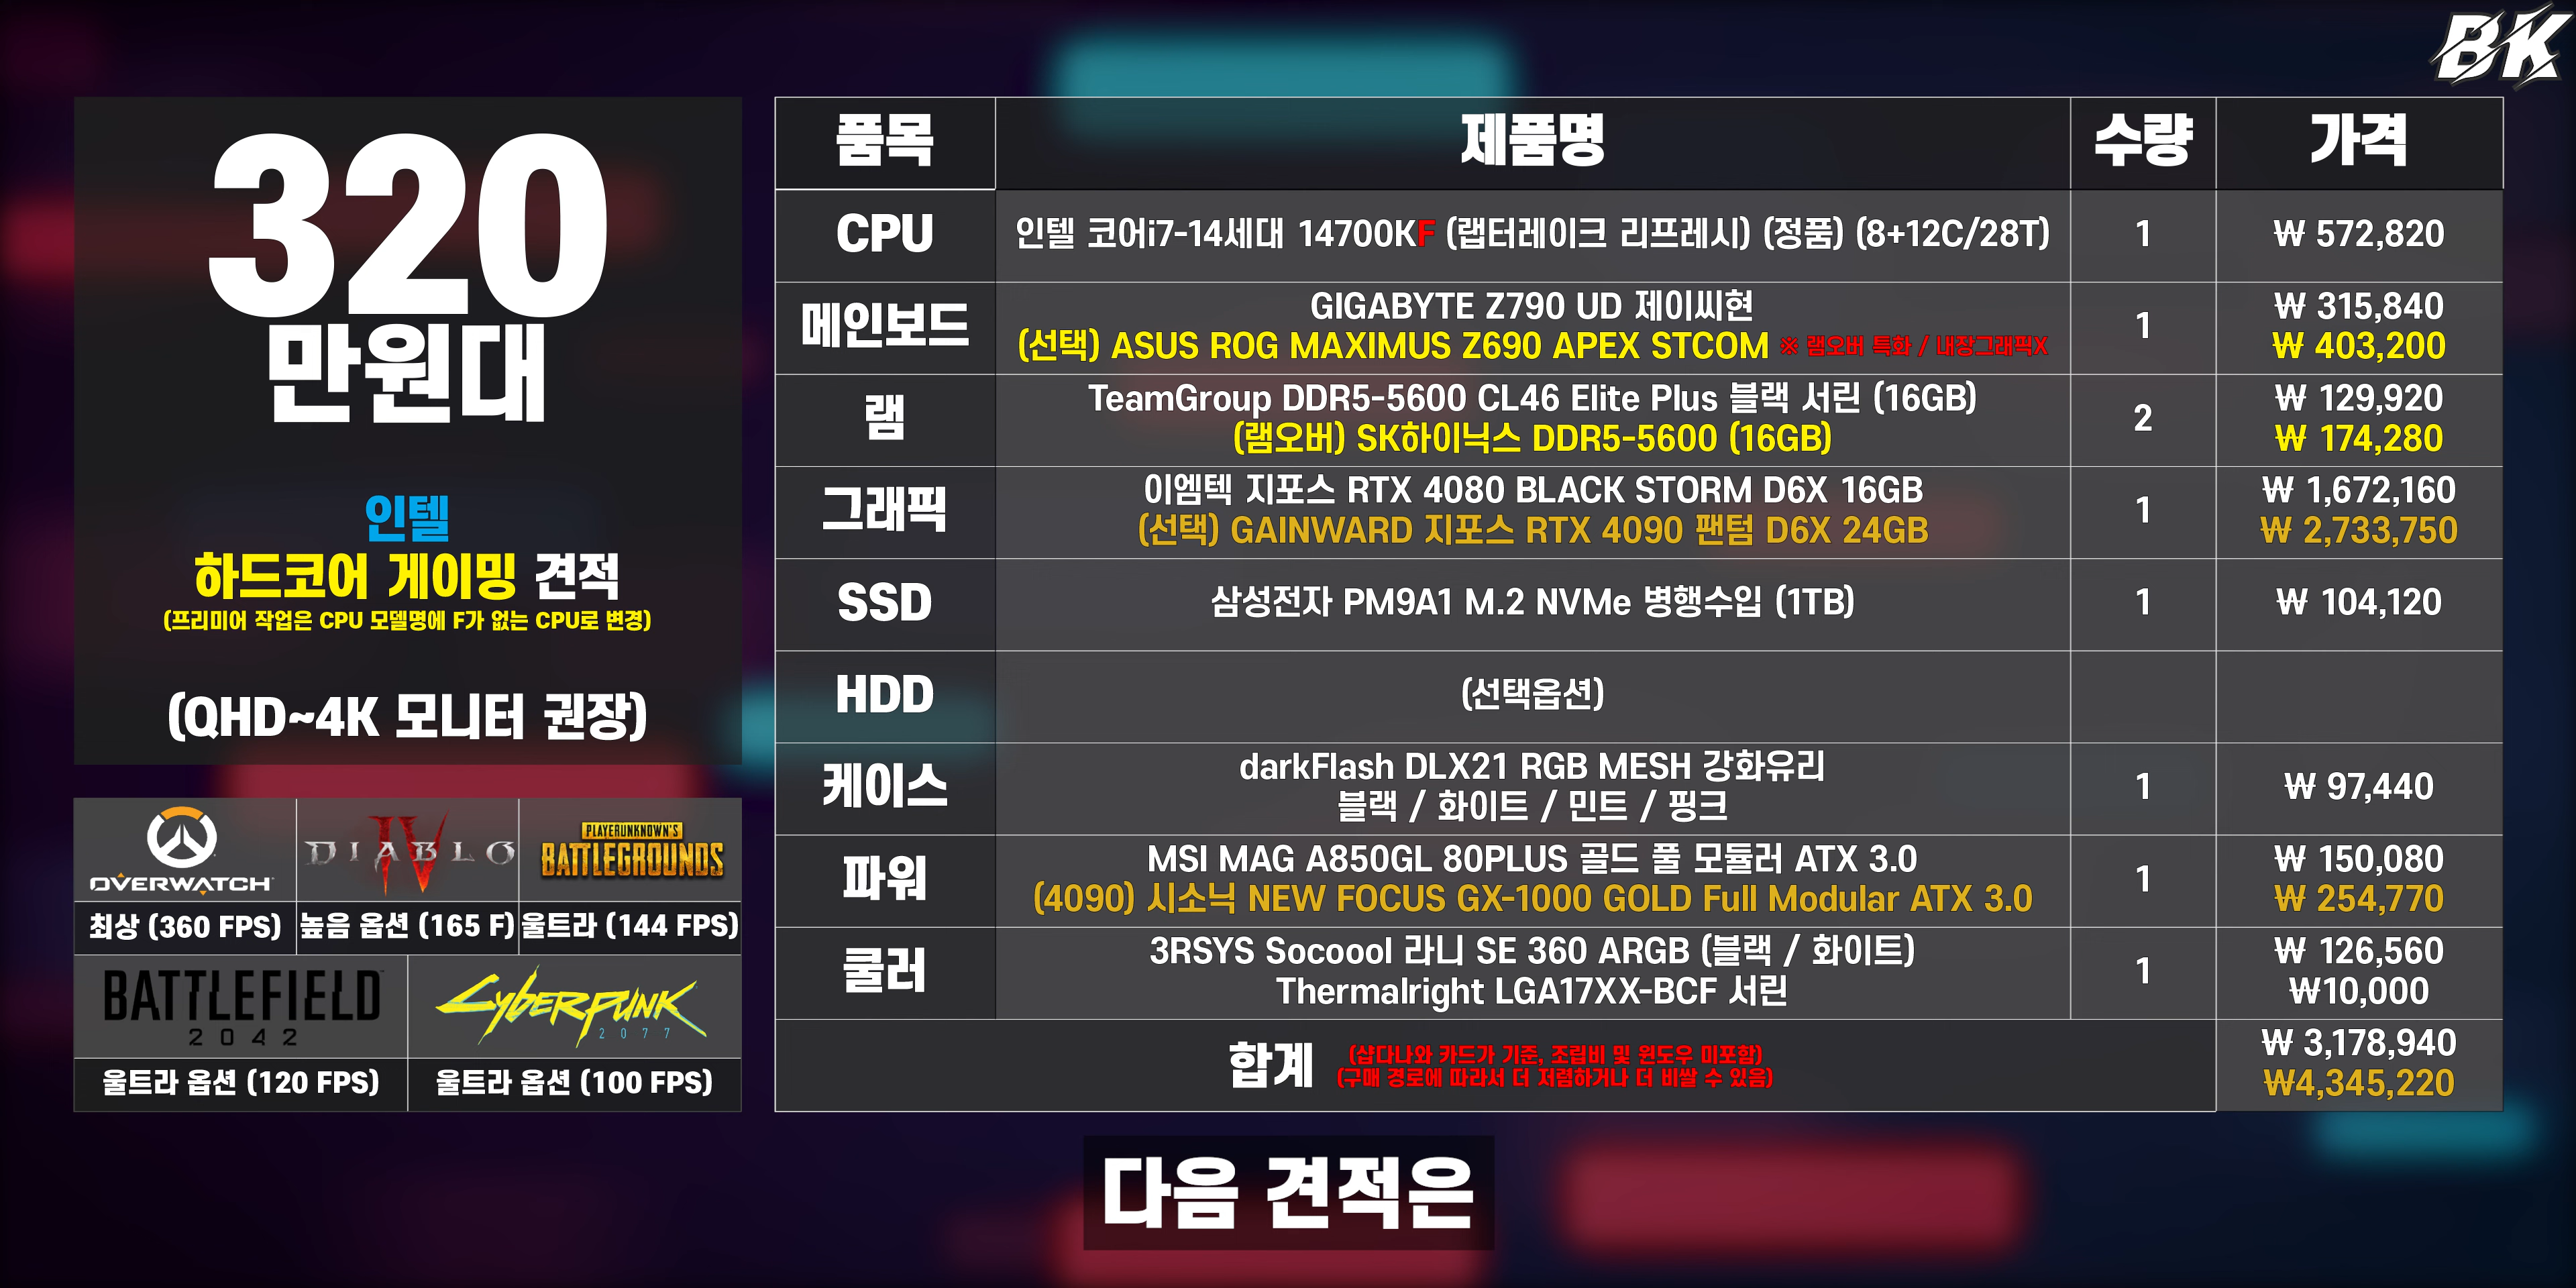 BK
320
만원대
인텔
하드코어 게이밍 견적
(프리미어 작업은 CPU 모델명에 F가 없는 CPU로 변경)
(QHD~4K 모니터 권장)
OVERWATCH
DIABLO IV
PLAYERUNKNOWN'S
BATTLEGROUNDS
최상 (360 FPS)
높음 옵션 (165 F)
울트라 (144 FPS)
BATTLEFIELD
2042
Cyberpunk
2077
울트라 옵션 (120 FPS)
울트라 옵션 (100 FPS)
품목 제품명 수량 가격
CPU 인텔 코어i7-14세대 14700KF (랩터레이크 리프레시) (정품) (8+12C/28T) 1 ₩ 572,820
메인보드 GIGABYTE Z790 UD 제이씨현 1 ₩ 315,840
(선택) ASUS ROG MAXIMUS Z690 APEX STCOM ※ 램오버 특화 / 내장그래픽X ₩ 403,200
램 TeamGroup DDR5-5600 CL46 Elite Plus 블랙 서린 (16GB) 2 ₩ 129,920
(램오버) SK하이닉스 DDR5-5600 (16GB) ₩ 174,280
그래픽 이엠텍 지포스 RTX 4080 BLACK STORM D6X 16GB 1 ₩ 1,672,160
(선택) GAINWARD 지포스 RTX 4090 팬텀 D6X 24GB ₩ 2,733,750
SSD 삼성전자 PM9A1 M.2 NVMe 병행수입 (1TB) 1 ₩ 104,120
HDD (선택옵션)
케이스 darkFlash DLX21 RGB MESH 강화유리 1 ₩ 97,440
블랙 / 화이트 / 민트 / 핑크
파워 MSI MAG A850GL 80PLUS 골드 풀 모듈러 ATX 3.0 1 ₩ 150,080
(4090) 시소닉 NEW FOCUS GX-1000 GOLD Full Modular ATX 3.0 ₩ 254,770
쿨러 3RSYS Socoool 라니 SE 360 ARGB (블랙 / 화이트) 1 ₩ 126,560
Thermalright LGA17XX-BCF 서린 ₩10,000
합계 (샵다나와 카드가 기준, 조립비 및 윈도우 미포함) ₩ 3,178,940
(구매 경로에 따라서 더 저렴하거나 더 비쌀 수 있음) ₩4,345,220
다음 견적은